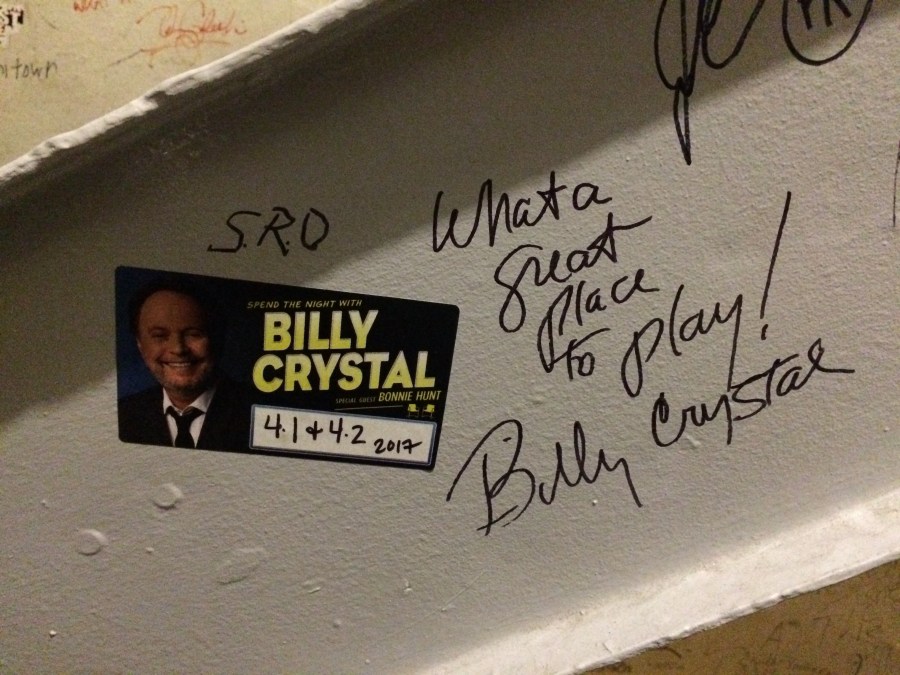 town
S.R.O
SPEND THE NIGHT WITH
BILLY
CRYSTAL
SPECIAL GUEST BONNIE HUNT
4.1 & 4.2 2017
What a
great
place
to play!
Billy Crystal